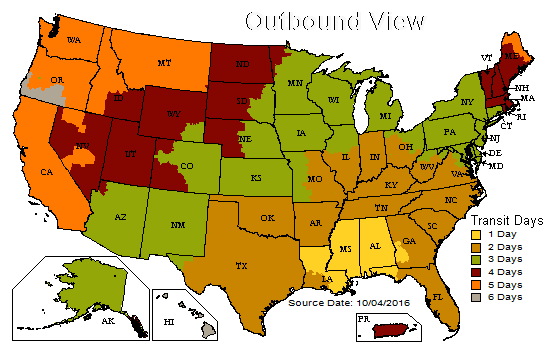 Outbound View
WA
MT
ND
MN
VT
ME
OR
ID
SD
WI
MI
NY
NH
MA
WY
RI
CT
NV
UT
NE
IA
PA
NJ
CO
IL
IN
OH
DE
MD
CA
KS
MO
WV
VA
KY
NC
AZ
NM
OK
AR
TN
SC
MS
AL
GA
TX
LA
FL
Transit Days
1 Day
2 Days
3 Days
4 Days
5 Days
6 Days
Source Date: 10/04/2016
AK
HI
PR